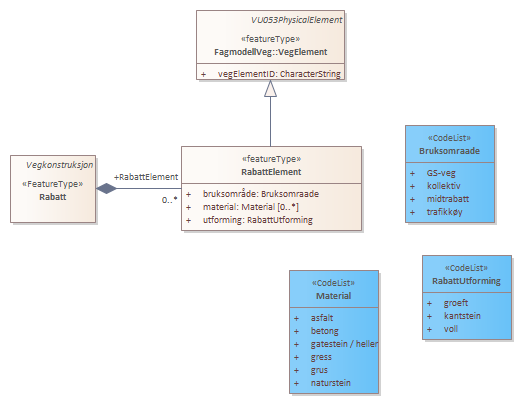 VU053PhysicalElement
«featureType»
FagmodellVeg::VegElement
+ vegElementID: CharacterString
Vegkonstruksjon
«FeatureType»
Rabatt
+RabattElement
0..*
«featureType»
RabattElement
+ bruksområde: Bruksomraade
+ material: Material [0..*]
+ utforming: RabattUtforming
«CodeList»
Bruksomraade
+ GS-veg
+ kollektiv
+ midtrabatt
+ trafikkøy
«CodeList»
Material
+ asfalt
+ betong
+ gatestein / heller
+ gress
+ grus
+ naturstein
«CodeList»
RabattUtforming
+ groeft
+ kantstein
+ voll